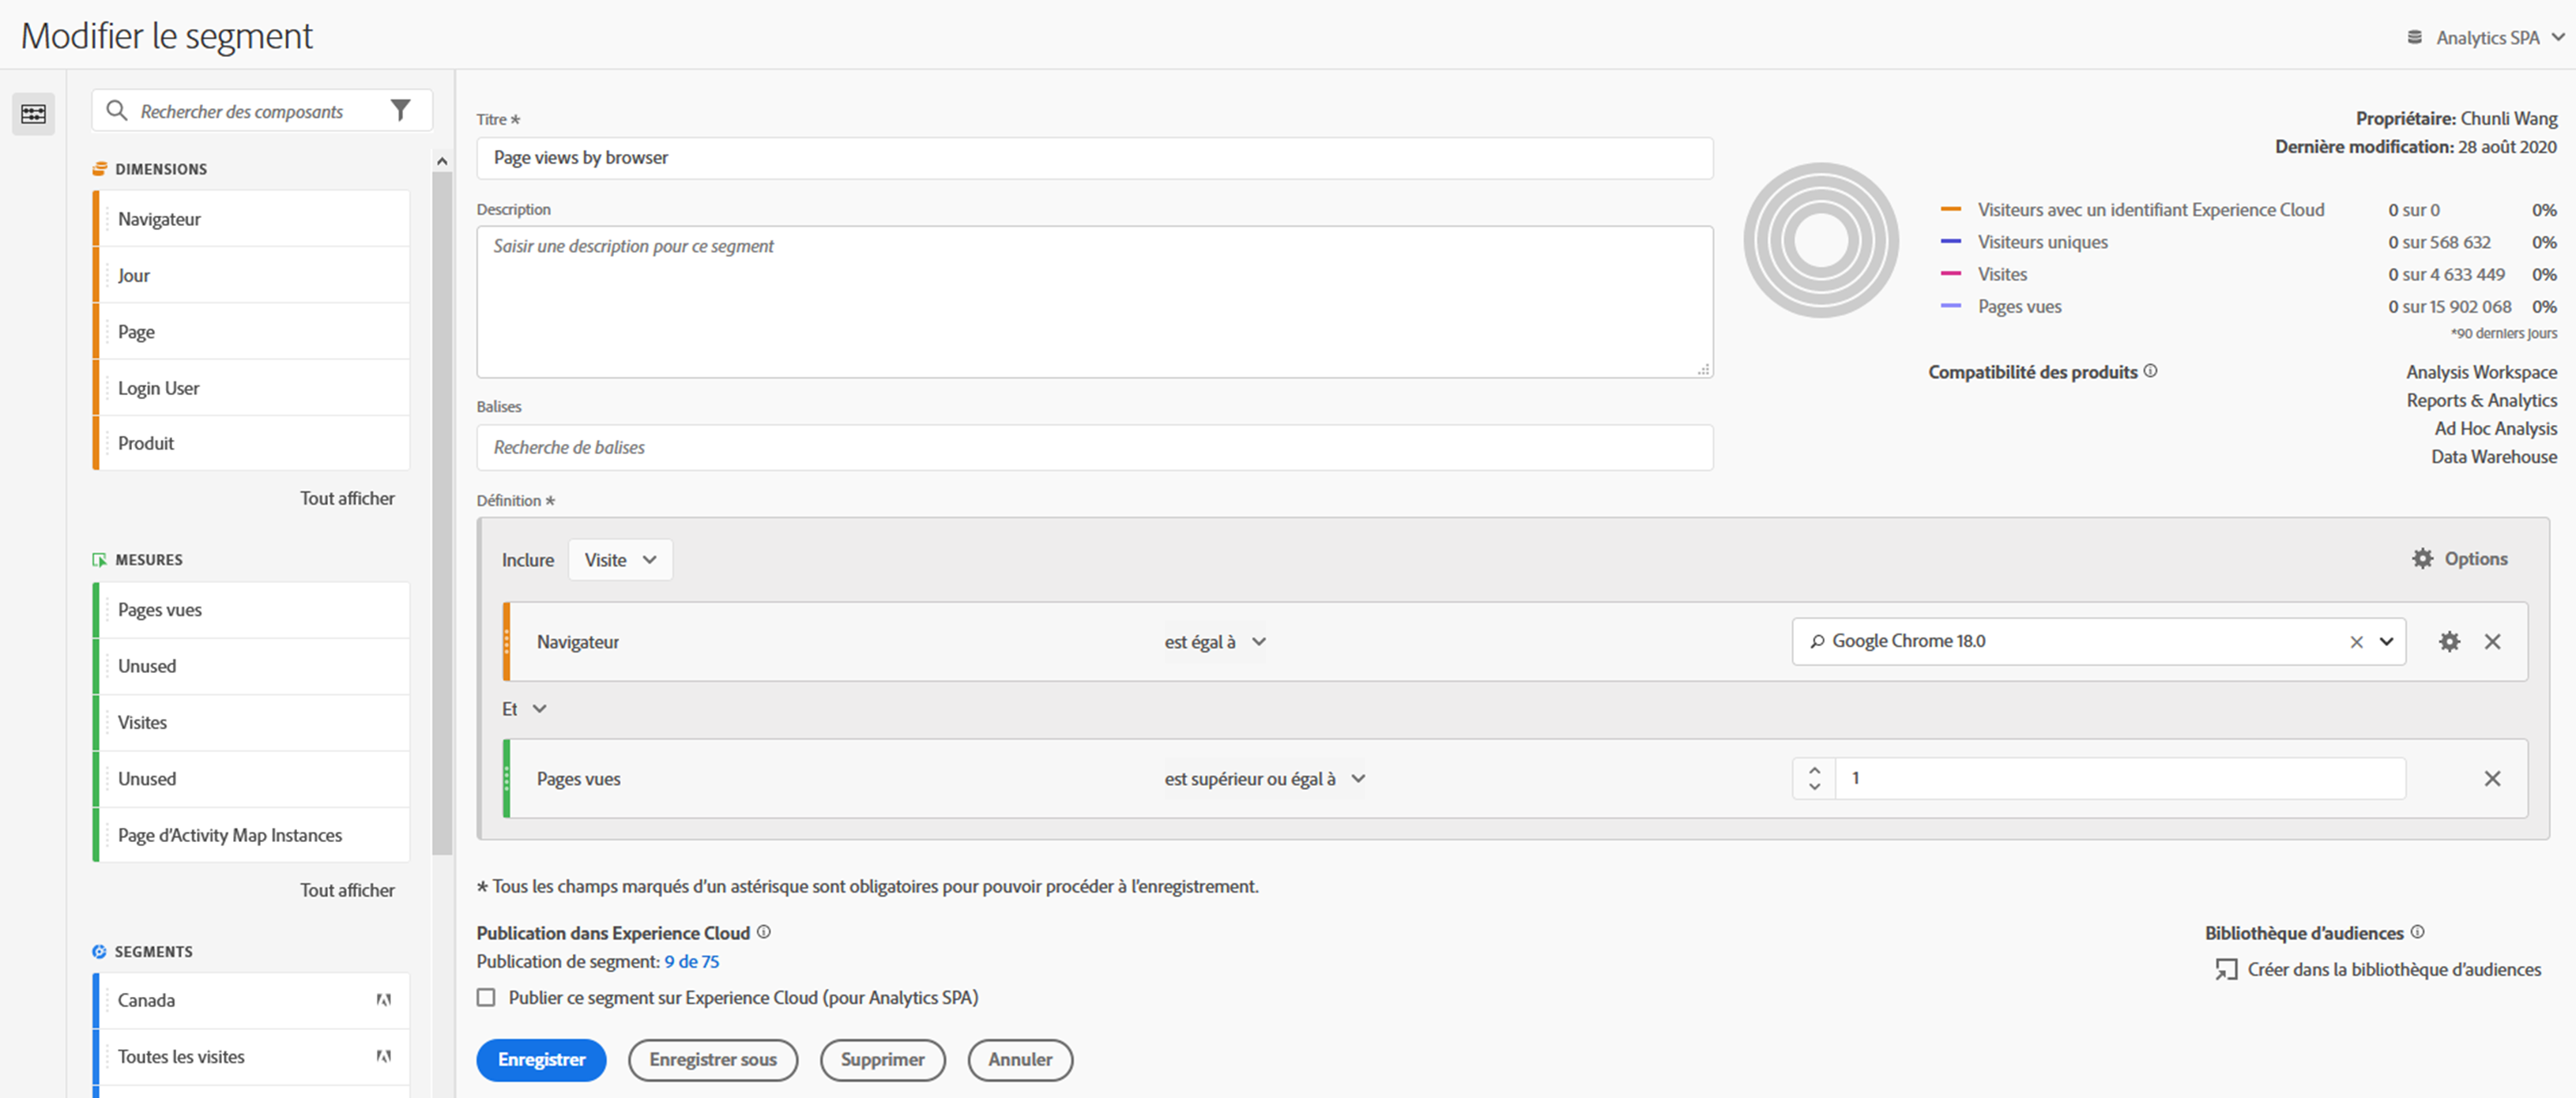 Modifier le segment
Analytics SPA
Rechercher des composants
DIMENSIONS
Navigateur
Jour
Page
Login User
Produit
Tout afficher
MESURES
Pages vues
Unused
Visites
Unused
Page d'Activity Map Instances
Tout afficher
SEGMENTS
Canada
Toutes les visites
Titre *
Page views by browser
Description
Saisir une description pour ce segment
Balises
Recherche de balises
Propriétaire: Chunli Wang
Dernière modification: 28 août 2020
Visiteurs avec un identifiant Experience Cloud 0 sur 0 0%
Visiteurs uniques 0 sur 568 632 0%
Visites 0 sur 4 633 449 0%
Pages vues 0 sur 15 902 068 0%
*90 derniers jours
Compatibilité des produits Analysis Workspace
Reports & Analytics
Ad Hoc Analysis
Data Warehouse
Définition *
Inclure Visite Options
Navigateur est égal à Google Chrome 18.0
Et
Pages vues est supérieur ou égal à 1
* Tous les champs marqués d'un astérisque sont obligatoires pour pouvoir procéder à l'enregistrement.
Publication dans Experience Cloud
Publication de segment: 9 de 75
Publier ce segment sur Experience Cloud (pour Analytics SPA)
Bibliothèque d'audiences
Créer dans la bibliothèque d'audiences
Enregistrer Enregistrer sous Supprimer Annuler